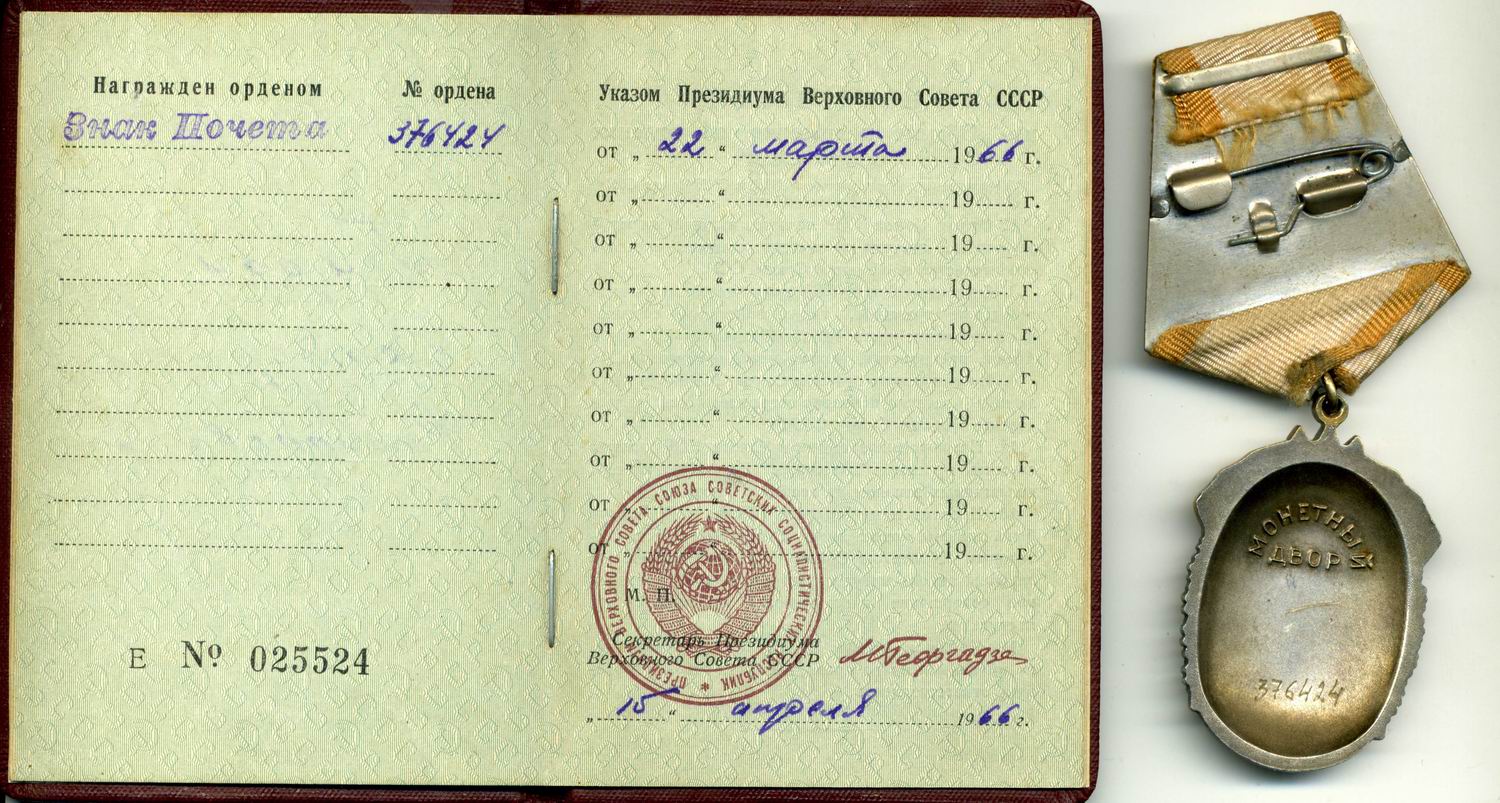 Награжден орденом
№ ордена
Знак Почета
376424
Е № 025524
Указом Президиума Верховного Совета СССР
от „ 22 “ марта 1966 г.
от „ “ 19 г.
от „ “ 19 г.
от „ “ 19 г.
от „ “ 19 г.
от „ “ 19 г.
от „ “ 19 г.
от „ “ 19 г.
от „ “ 19 г.
от „ “ 19 г.
М. П.
ПРЕЗИДИУМ ВЕРХОВНОГО СОВЕТА СОЮЗА СОВЕТСКИХ СОЦИАЛИСТИЧЕСКИХ РЕСПУБЛИК *
Секретарь Президиума
Верховного Совета СССР
МГеоргадзе
„ 15 “ апреля 1966 г.
МОНЕТНЫЙ
ДВОР
376424